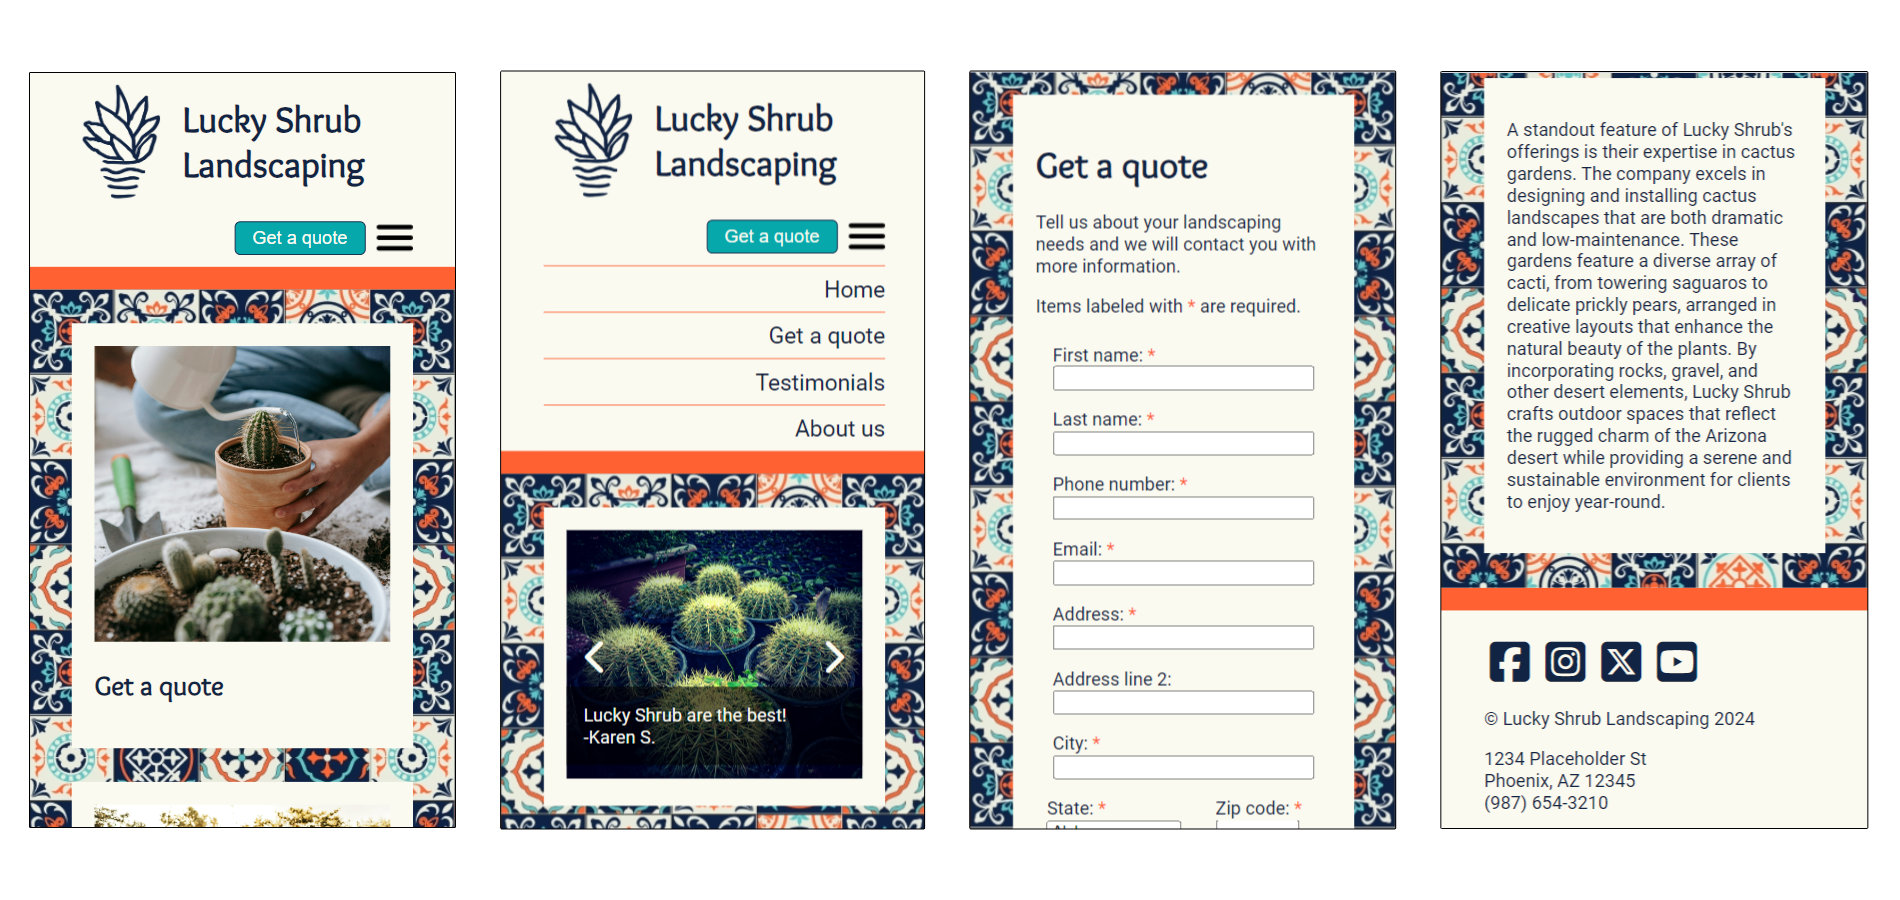 Lucky Shrub
Landscaping
Get a quote
Get a quote
Lucky Shrub
Landscaping
Get a quote
Home
Get a quote
Testimonials
About us
Lucky Shrub are the best!
-Karen S.
Get a quote
Tell us about your landscaping
needs and we will contact you with
more information.
Items labeled with * are required.
First name: *
Last name: *
Phone number: *
Email: *
Address: *
Address line 2:
City: *
State: *
Zip code: *
A standout feature of Lucky Shrub's
offerings is their expertise in cactus
gardens. The company excels in
designing and installing cactus
landscapes that are both dramatic
and low-maintenance. These
gardens feature a diverse array of
cacti, from towering saguaros to
delicate prickly pears, arranged in
creative layouts that enhance the
natural beauty of the plants. By
incorporating rocks, gravel, and
other desert elements, Lucky Shrub
crafts outdoor spaces that reflect
the rugged charm of the Arizona
desert while providing a serene and
sustainable environment for clients
to enjoy year-round.
© Lucky Shrub Landscaping 2024
1234 Placeholder St
Phoenix, AZ 12345
(987) 654-3210